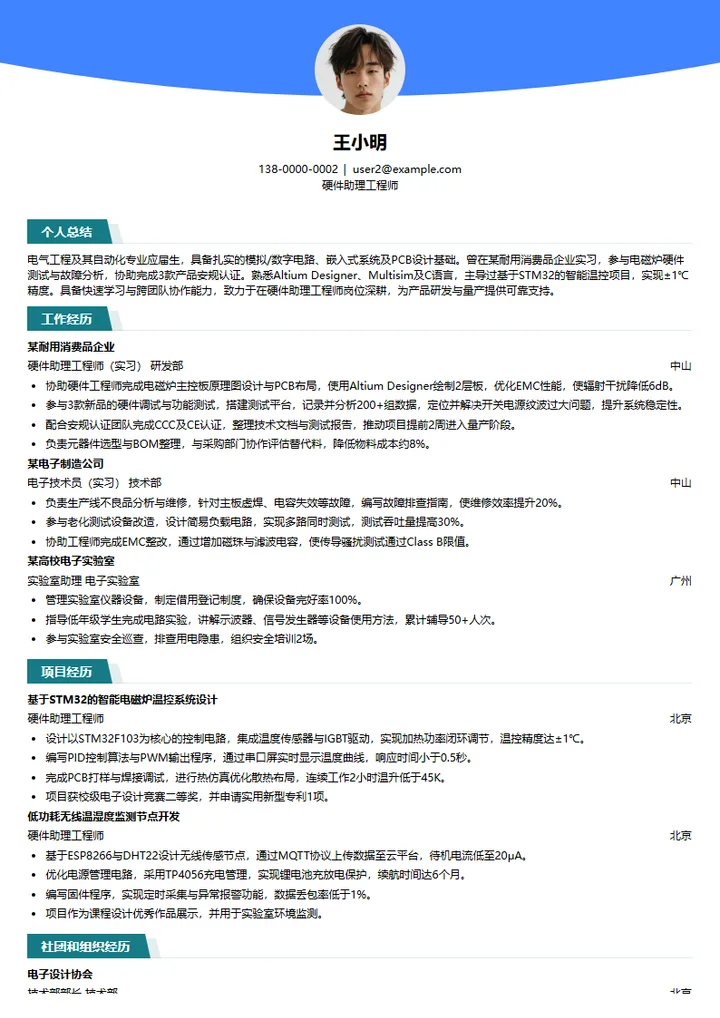 王小明
138-0000-0002 | user2@example.com
硬件助理工程师
个人总结
电气工程及其自动化专业应届生，具备扎实的模拟/数字电路、嵌入式系统及PCB设计基础。曾在某耐用消费品企业实习，参与电磁炉硬件
测试与故障分析，协助完成3款产品安规认证。熟悉Altium Designer、Multisim及C语言，主导过基于STM32的智能温控项目，实现±1℃
精度。具备快速学习与跨团队协作能力，致力于在硬件助理工程师岗位深耕，为产品研发与量产提供可靠支持。
工作经历
某耐用消费品企业
硬件助理工程师（实习） 研发部 中山
• 协助硬件工程师完成电磁炉主控板原理图设计与PCB布局，使用Altium Designer绘制2层板，优化EMC性能，使辐射干扰降低6dB。
• 参与3款新品的硬件调试与功能测试，搭建测试平台，记录并分析200+组数据，定位并解决开关电源纹波过大问题，提升系统稳定性。
• 配合安规认证团队完成CCC及CE认证，整理技术文档与测试报告，推动项目提前2周进入量产阶段。
• 负责元器件选型与BOM整理，与采购部门协作评估替代料，降低物料成本约8%。
某电子制造公司
电子技术员（实习） 技术部 中山
• 负责生产线不良品分析与维修，针对主板虚焊、电容失效等故障，编写故障排查指南，使维修效率提升20%。
• 参与老化测试设备改造，设计简易负载电路，实现多路同时测试，测试吞吐量提高30%。
• 协助工程师完成EMC整改，通过增加磁珠与滤波电容，使传导骚扰测试通过Class B限值。
某高校电子实验室
实验室助理 电子实验室 广州
• 管理实验室仪器设备，制定借用登记制度，确保设备完好率100%。
• 指导低年级学生完成电路实验，讲解示波器、信号发生器等设备使用方法，累计辅导50+人次。
• 参与实验室安全巡查，排查用电隐患，组织安全培训2场。
项目经历
基于STM32的智能电磁炉温控系统设计
硬件助理工程师 北京
• 设计以STM32F103为核心的控制电路，集成温度传感器与IGBT驱动，实现加热功率闭环调节，温控精度达±1℃。
• 编写PID控制算法与PWM输出程序，通过串口屏实时显示温度曲线，响应时间小于0.5秒。
• 完成PCB打样与焊接调试，进行热仿真优化散热布局，连续工作2小时温升低于45K。
• 项目获校级电子设计竞赛二等奖，并申请实用新型专利1项。
低功耗无线温湿度监测节点开发
硬件助理工程师 北京
• 基于ESP8266与DHT22设计无线传感节点，通过MQTT协议上传数据至云平台，待机电流低至20μA。
• 优化电源管理电路，采用TP4056充电管理，实现锂电池充放电保护，续航时间达6个月。
• 编写固件程序，实现定时采集与异常报警功能，数据丢包率低于1%。
• 项目作为课程设计优秀作品展示，并用于实验室环境监测。
社团和组织经历
电子设计协会
技术部部长 技术部 北京